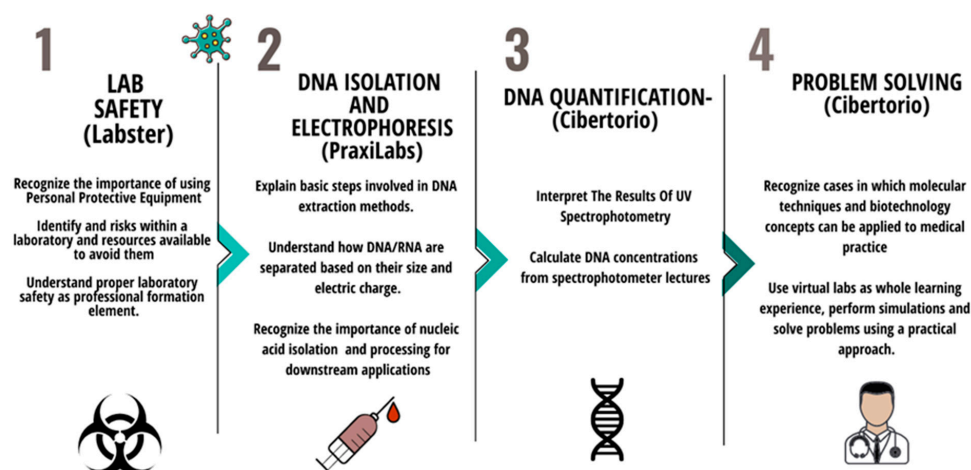 1
LAB
SAFETY
(Labster)
Recognize the importance of using
Personal Protective Equipment
Identify and risks within a
laboratory and resources available
to avoid them
Understand proper laboratory
safety as professional formation
element.
2
DNA ISOLATION
AND
ELECTROPHORESIS
(PraxiLabs)
Explain basic steps involved in DNA
extraction methods.
Understand how DNA/RNA are
separated based on their size and
electric charge.
Recognize the importance of nucleic
acid isolation and processing for
downstream applications
3
DNA QUANTIFICATION-
(Cibertorio)
Interpret The Results Of UV
Spectrophotometry
Calculate DNA concentrations
from spectrophotometer lectures
4
PROBLEM SOLVING
(Cibertorio)
Recognize cases in which molecular
techniques and biotechnology
concepts can be applied to medical
practice
Use virtual labs as whole learning
experience, perform simulations and
solve problems using a practical
approach.